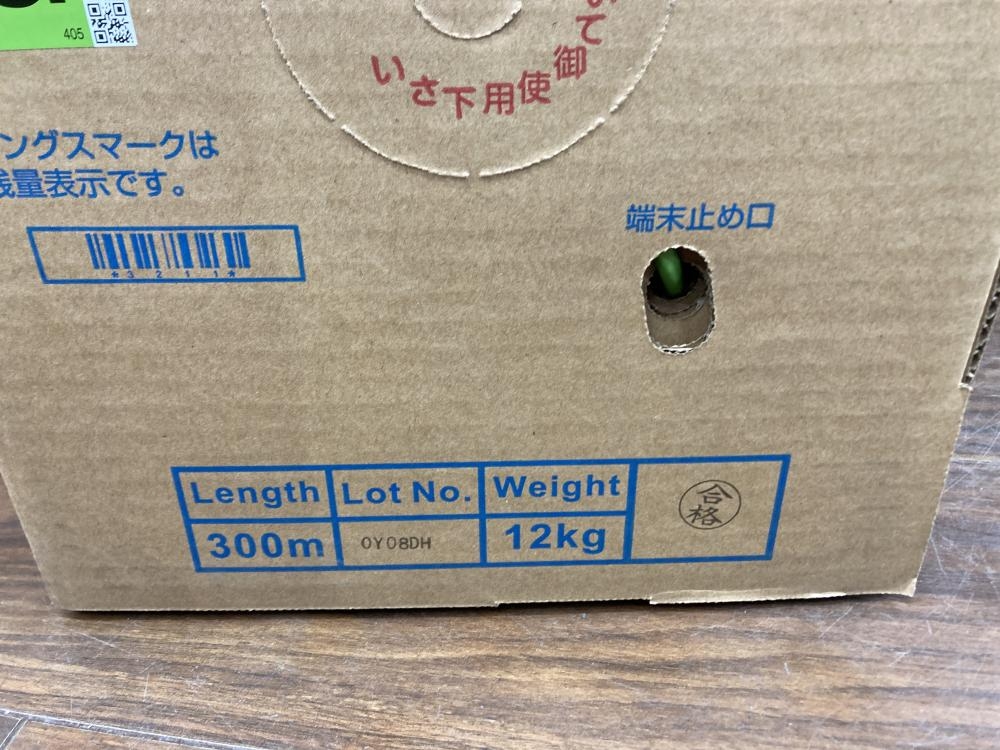 405
て御使用下さい
ングスマークは
残量表示です。
*3211*
端末止め口
Length Lot No. Weight
合格
300m 0Y08DH 12kg